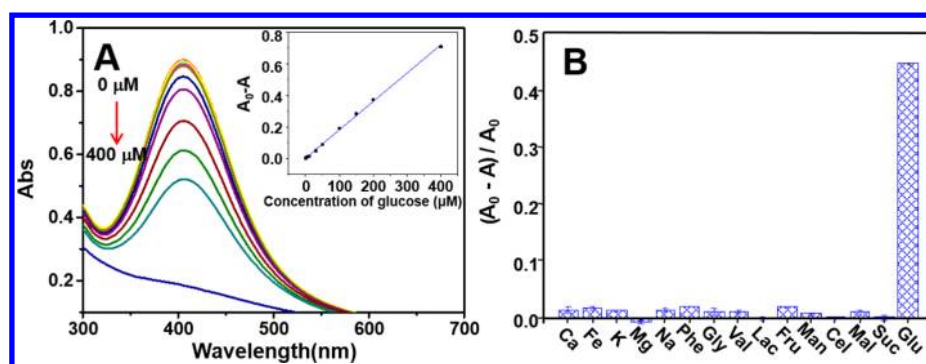 A
0 µM
400 µM
Abs
1.0
0.8
0.6
0.4
0.2
300
400
500
600
700
Wavelength(nm)
A₀-A
0.8
0.6
0.4
0.2
0.0
0
100
200
300
400
Concentration of glucose (µM)
B
(A₀ - A) / A₀
0.5
0.4
0.3
0.2
0.1
0.0
Ca
Fe
K
Mg
Na
Phe
Gly
Val
Lac
Fru
Man
Cel
Mal
Suc
Glu